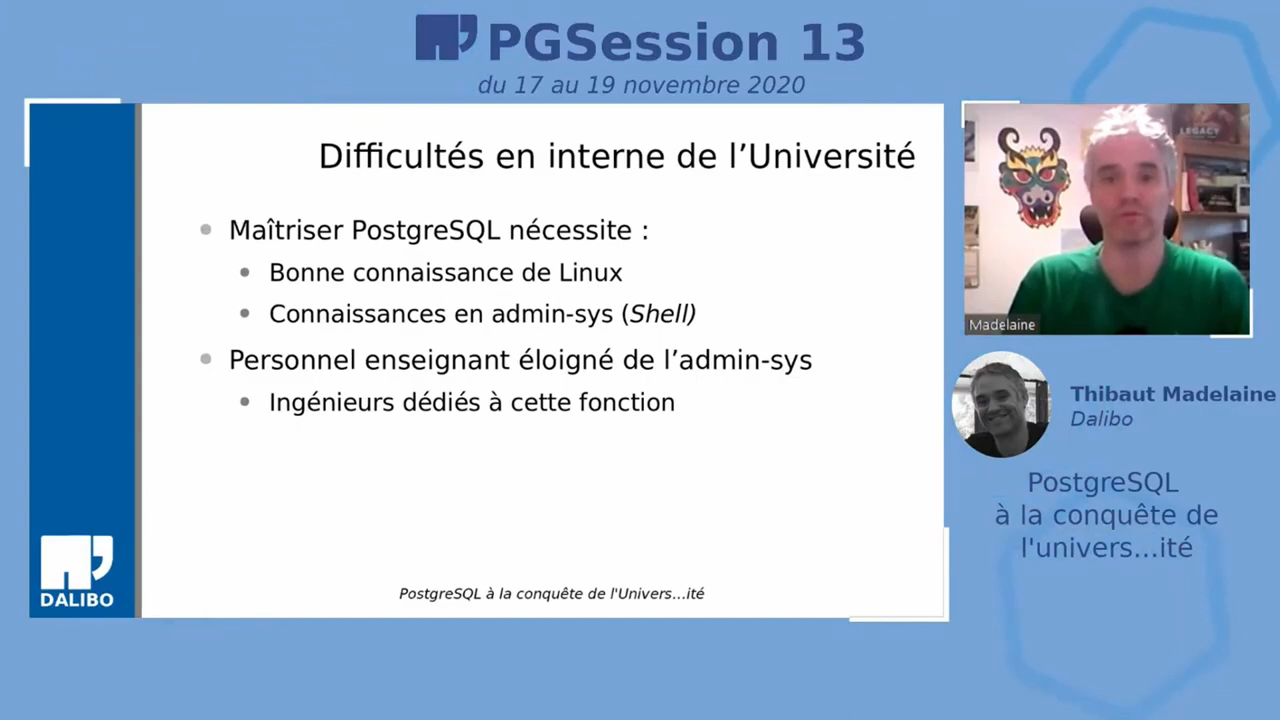 PGSession 13
du 17 au 19 novembre 2020
Difficultés en interne de l’Université
Maîtriser PostgreSQL nécessite :
Bonne connaissance de Linux
Connaissances en admin-sys (Shell)
Personnel enseignant éloigné de l’admin-sys
Ingénieurs dédiés à cette fonction
PostgreSQL à la conquête de l'Univers...ité
DALIBO
LEGACY
Madelaine
Thibaut Madelaine
Dalibo
PostgreSQL
à la conquête de
l'univers...ité